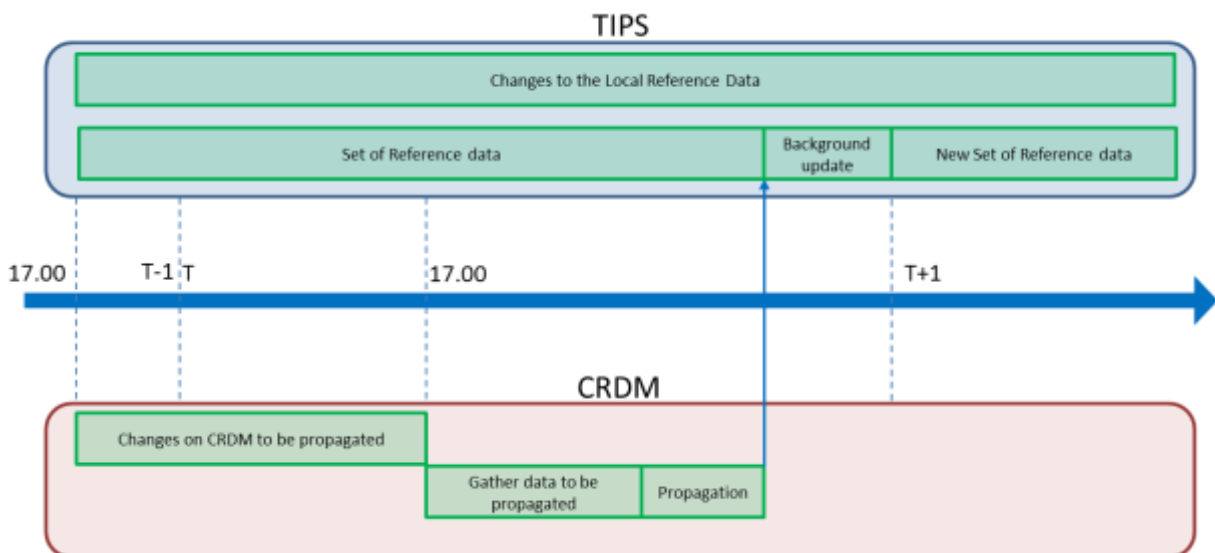 TIPS
Changes to the Local Reference Data
Set of Reference data
Background
update
New Set of Reference data
17.00
T-1
T
17.00
T+1
CRDM
Changes on CRDM to be propagated
Gather data to be
propagated
Propagation